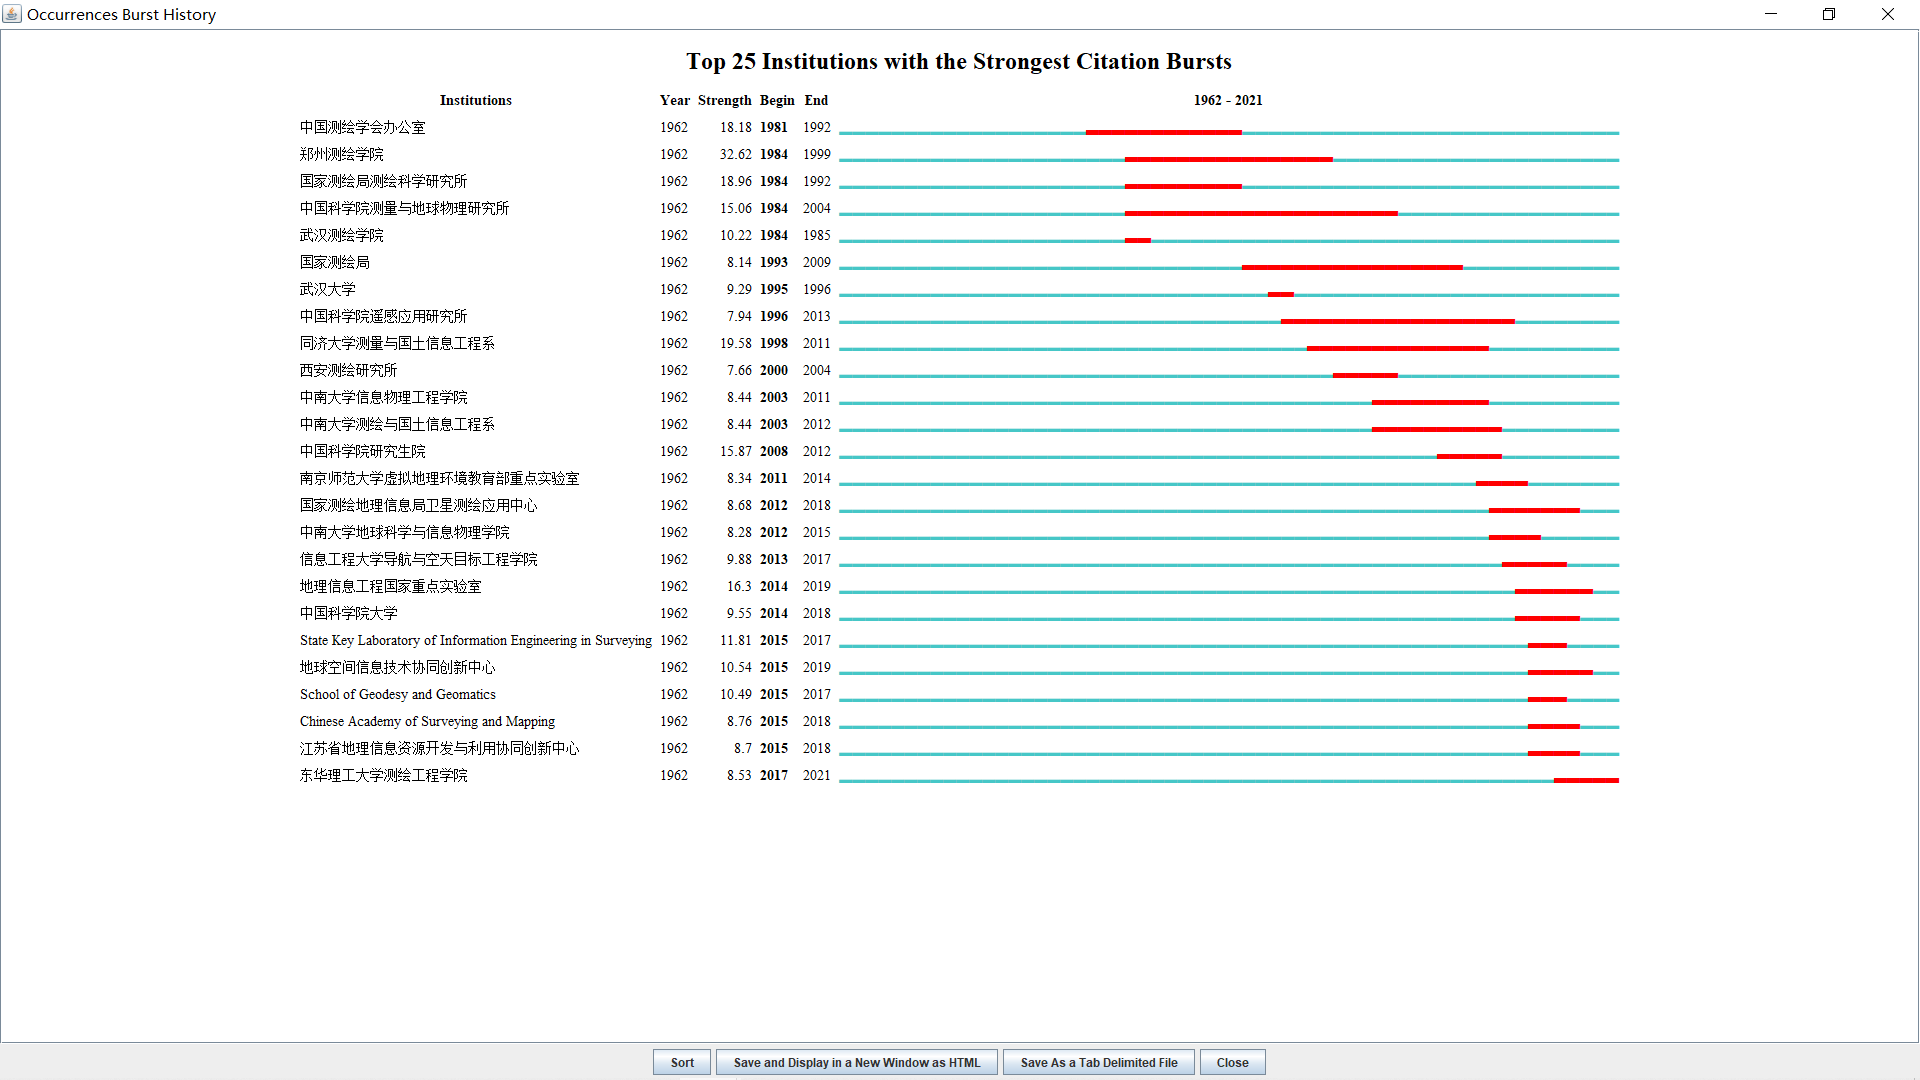 Occurrences Burst History
Top 25 Institutions with the Strongest Citation Bursts
Institutions Year Strength Begin End 1962 - 2021
中国测绘学会办公室 1962 18.18 1981 1992
郑州测绘学院 1962 32.62 1984 1999
国家测绘局测绘科学研究所 1962 18.96 1984 1992
中国科学院测量与地球物理研究所 1962 15.06 1984 2004
武汉测绘学院 1962 10.22 1984 1985
国家测绘局 1962 8.14 1993 2009
武汉大学 1962 9.29 1995 1996
中国科学院遥感应用研究所 1962 7.94 1996 2013
同济大学测量与国土信息工程系 1962 19.58 1998 2011
西安测绘研究所 1962 7.66 2000 2004
中南大学信息物理工程学院 1962 8.44 2003 2011
中南大学测绘与国土信息工程系 1962 8.44 2003 2012
中国科学院研究生院 1962 15.87 2008 2012
南京师范大学虚拟地理环境教育部重点实验室 1962 8.34 2011 2014
国家测绘地理信息局卫星测绘应用中心 1962 8.68 2012 2018
中南大学地球科学与信息物理学院 1962 8.28 2012 2015
信息工程大学导航与空天目标工程学院 1962 9.88 2013 2017
地理信息工程国家重点实验室 1962 16.3 2014 2019
中国科学院大学 1962 9.55 2014 2018
State Key Laboratory of Information Engineering in Surveying 1962 11.81 2015 2017
地球空间信息技术协同创新中心 1962 10.54 2015 2019
School of Geodesy and Geomatics 1962 10.49 2015 2017
Chinese Academy of Surveying and Mapping 1962 8.76 2015 2018
江苏省地理信息资源开发与利用协同创新中心 1962 8.7 2015 2018
东华理工大学测绘工程学院 1962 8.53 2017 2021
Sort Save and Display in a New Window as HTML Save As a Tab Delimited File Close